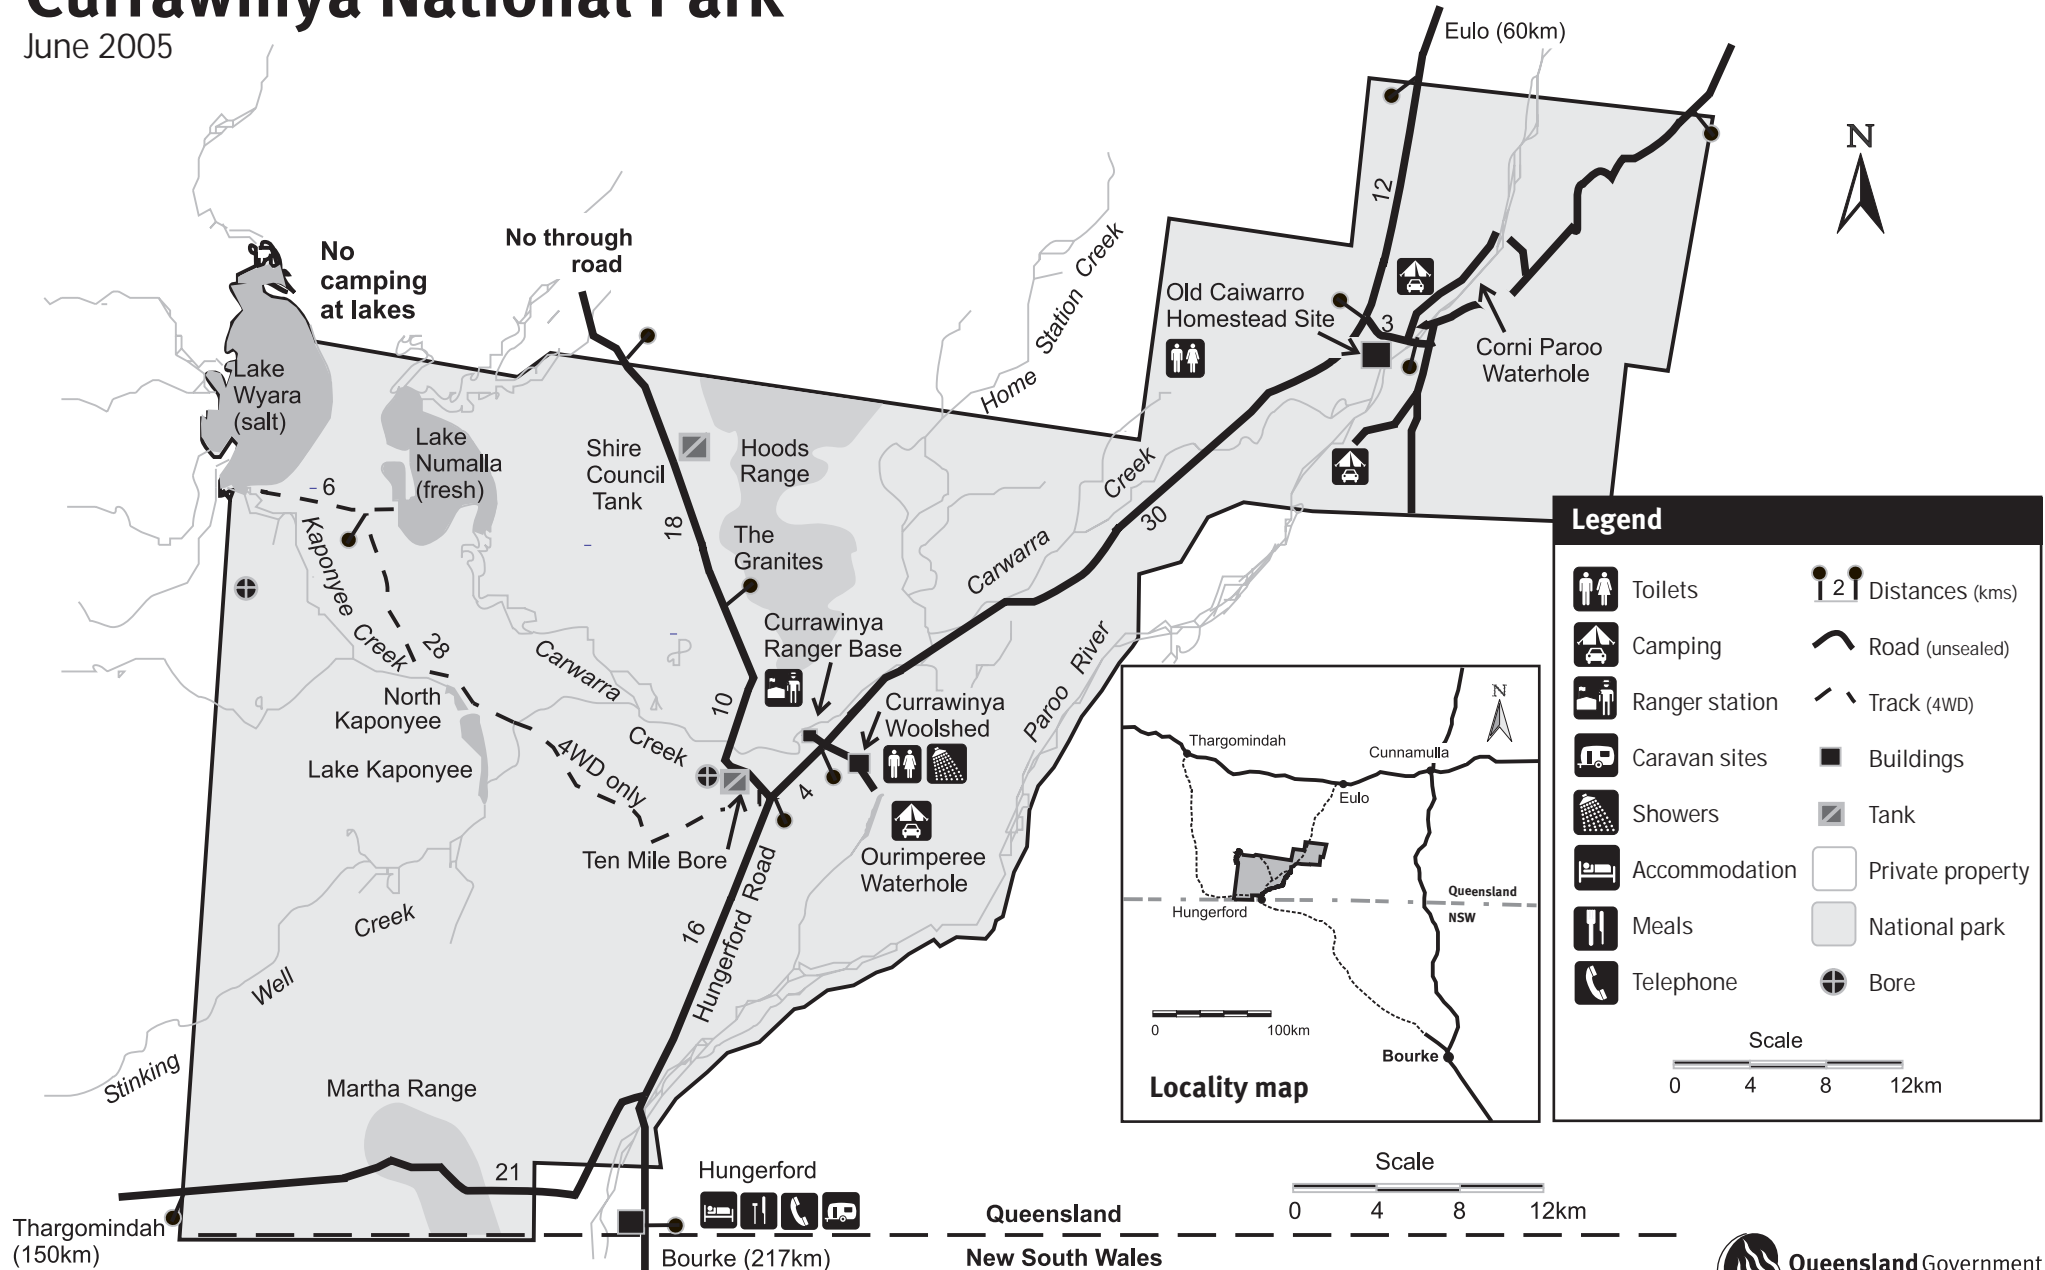 Currawinya National Park
June 2005
Eulo (60km)
N
12
No through
road
No
camping
at lakes
Home Station Creek
Old Caiwarro
Homestead Site
3
Corni Paroo
Waterhole
Lake
Wyara
(salt)
Lake
Numalla
(fresh)
Shire
Council
Tank
Hoods
Range
6
18
The
Granites
Carwarra Creek
30
Kaponyee Creek
28
Currawinya
Ranger Base
Paroo River
Carwarra Creek
10
North
Kaponyee
Currawinya
Woolshed
Lake Kaponyee
4WD only
4
Ten Mile Bore
Ourimperee
Waterhole
16
Hungerford Road
Stinking Well Creek
Martha Range
21
Hungerford
Thargomindah
(150km)
Bourke (217km)
Queensland
New South Wales
Scale
0 4 8 12km
N
Thargomindah
Cunnamulla
Eulo
Queensland
NSW
Hungerford
0 100km
Bourke
Locality map
Legend
Toilets
2 Distances (kms)
Camping
Road (unsealed)
Ranger station
Track (4WD)
Caravan sites
Buildings
Showers
Tank
Accommodation
Private property
Meals
National park
Telephone
Bore
Scale
0 4 8 12km
Queensland Government